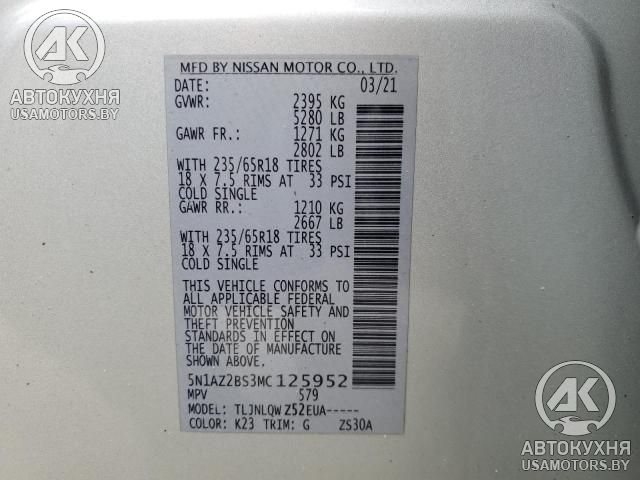 АВТОКУХНЯ
USAMOTORS.BY
MFD BY NISSAN MOTOR CO., LTD.
DATE: 03/21
GVWR: 2395 KG
5280 LB
GAWR FR.: 1271 KG
2802 LB
WITH 235/65R18 TIRES
18 X 7.5 RIMS AT 33 PSI
COLD SINGLE
GAWR RR.: 1210 KG
2667 LB
WITH 235/65R18 TIRES
18 X 7.5 RIMS AT 33 PSI
COLD SINGLE
THIS VEHICLE CONFORMS TO
ALL APPLICABLE FEDERAL
MOTOR VEHICLE SAFETY AND
THEFT PREVENTION
STANDARDS IN EFFECT ON
THE DATE OF MANUFACTURE
SHOWN ABOVE.
5N1AZ2BS3MC125952
MPV 579
MODEL: TLJNLQW Z52EUA-----
COLOR: K23 TRIM: G ZS30A
АВТОКУХНЯ
USAMOTORS.BY